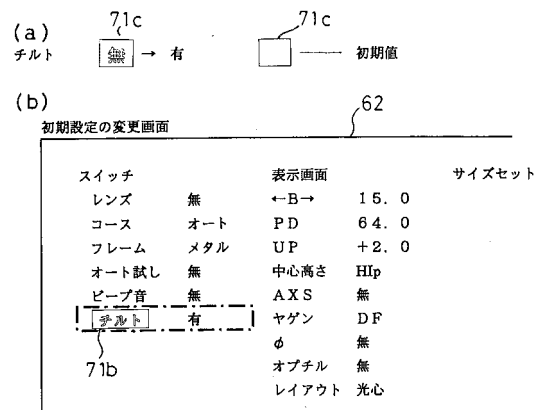 (a)
71c 71c
チルト 無 → 有 初期値
(b)
62
初期設定の変更画面
スイッチ 表示画面 サイズセット
レンズ 無 ←B→ 15.0
コース オート PD 64.0
フレーム メタル UP +2.0
オート試し 無 中心高さ HIp
ビープ音 無 AXS 無
チルト 有 ヤゲン DF
φ 無
71b オプチル 無
レイアウト 光心